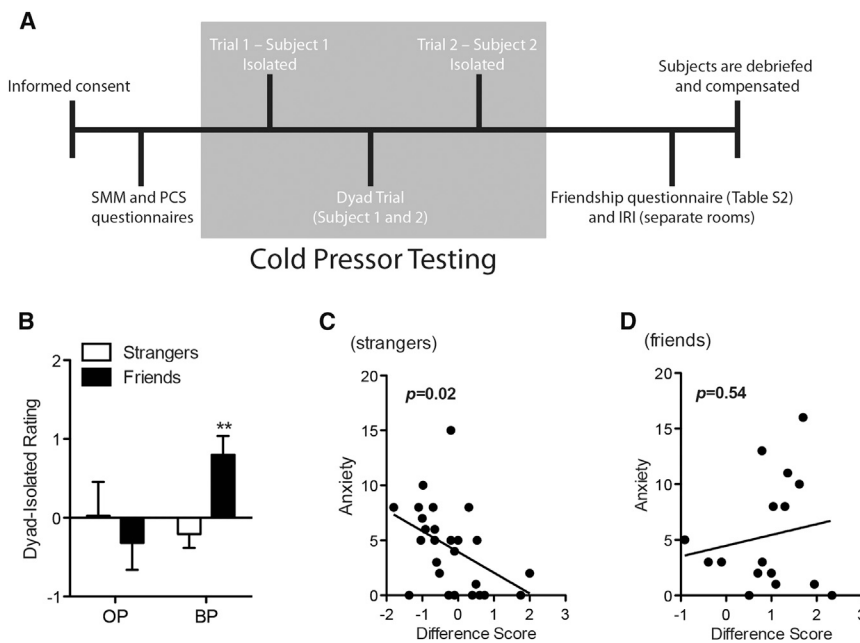 A
Trial 1 – Subject 1
Isolated
Trial 2 – Subject 2
Isolated
Informed consent
Subjects are debriefed
and compensated
SMM and PCS
questionnaires
Dyad Trial
(Subject 1 and 2)
Friendship questionnaire (Table S2)
and IRI (separate rooms)
Cold Pressor Testing
B
Strangers
Friends
Dyad-Isolated Rating
2
1
0
-1
**
OP
BP
C
(strangers)
p=0.02
Anxiety
20
15
10
5
0
-2
-1
0
1
2
3
Difference Score
D
(friends)
p=0.54
Anxiety
20
15
10
5
0
-1
0
1
2
3
Difference Score